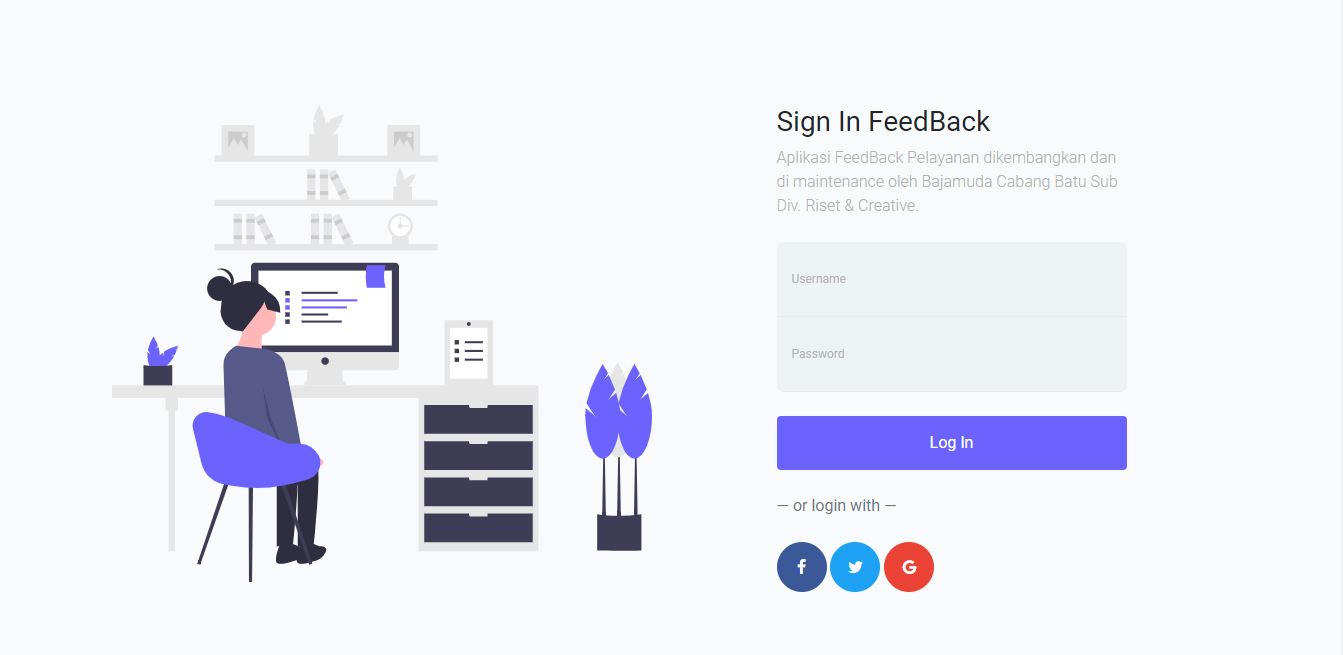 Sign In FeedBack
Aplikasi FeedBack Pelayanan dikembangkan dan
di maintenance oleh Bajamuda Cabang Batu Sub
Div. Riset & Creative.
Username
Password
Log In
— or login with —